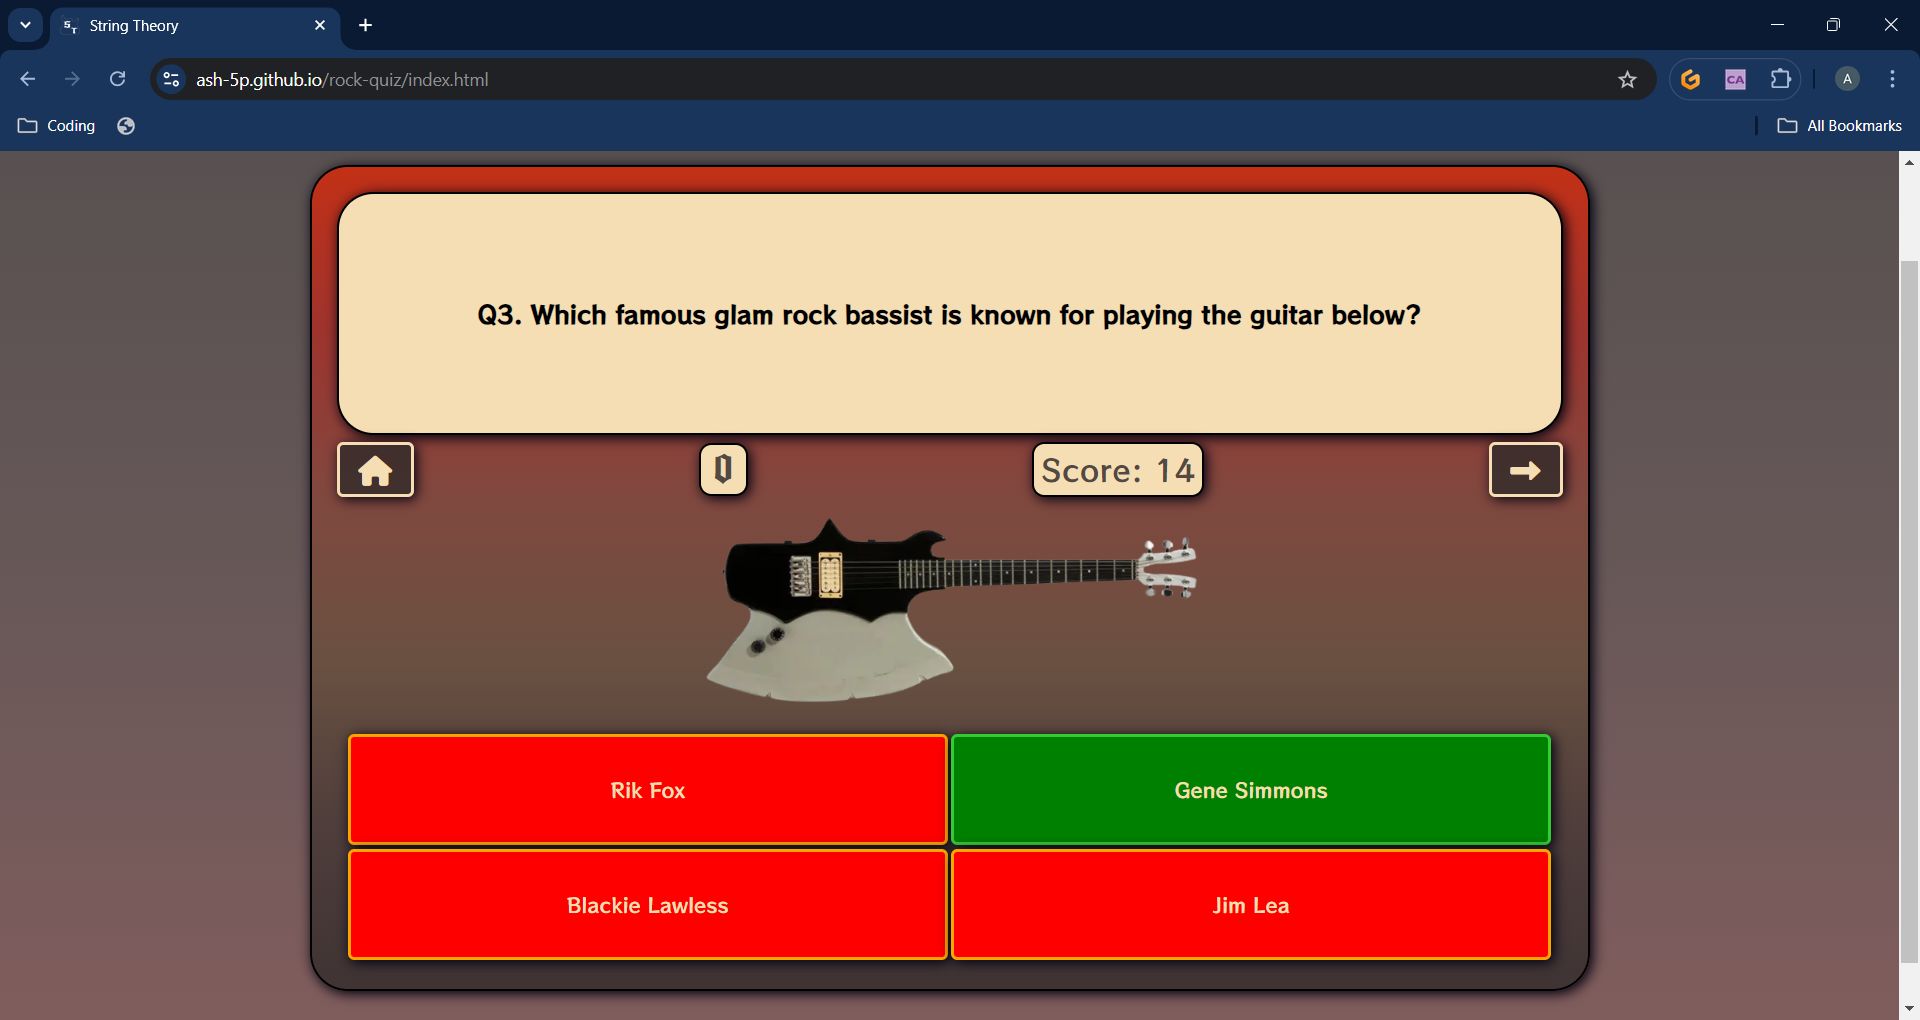 String Theory
ash-5p.github.io/rock-quiz/index.html
CA
A
Coding
All Bookmarks
Q3. Which famous glam rock bassist is known for playing the guitar below?
0
Score: 14
Rik Fox
Gene Simmons
Blackie Lawless
Jim Lea